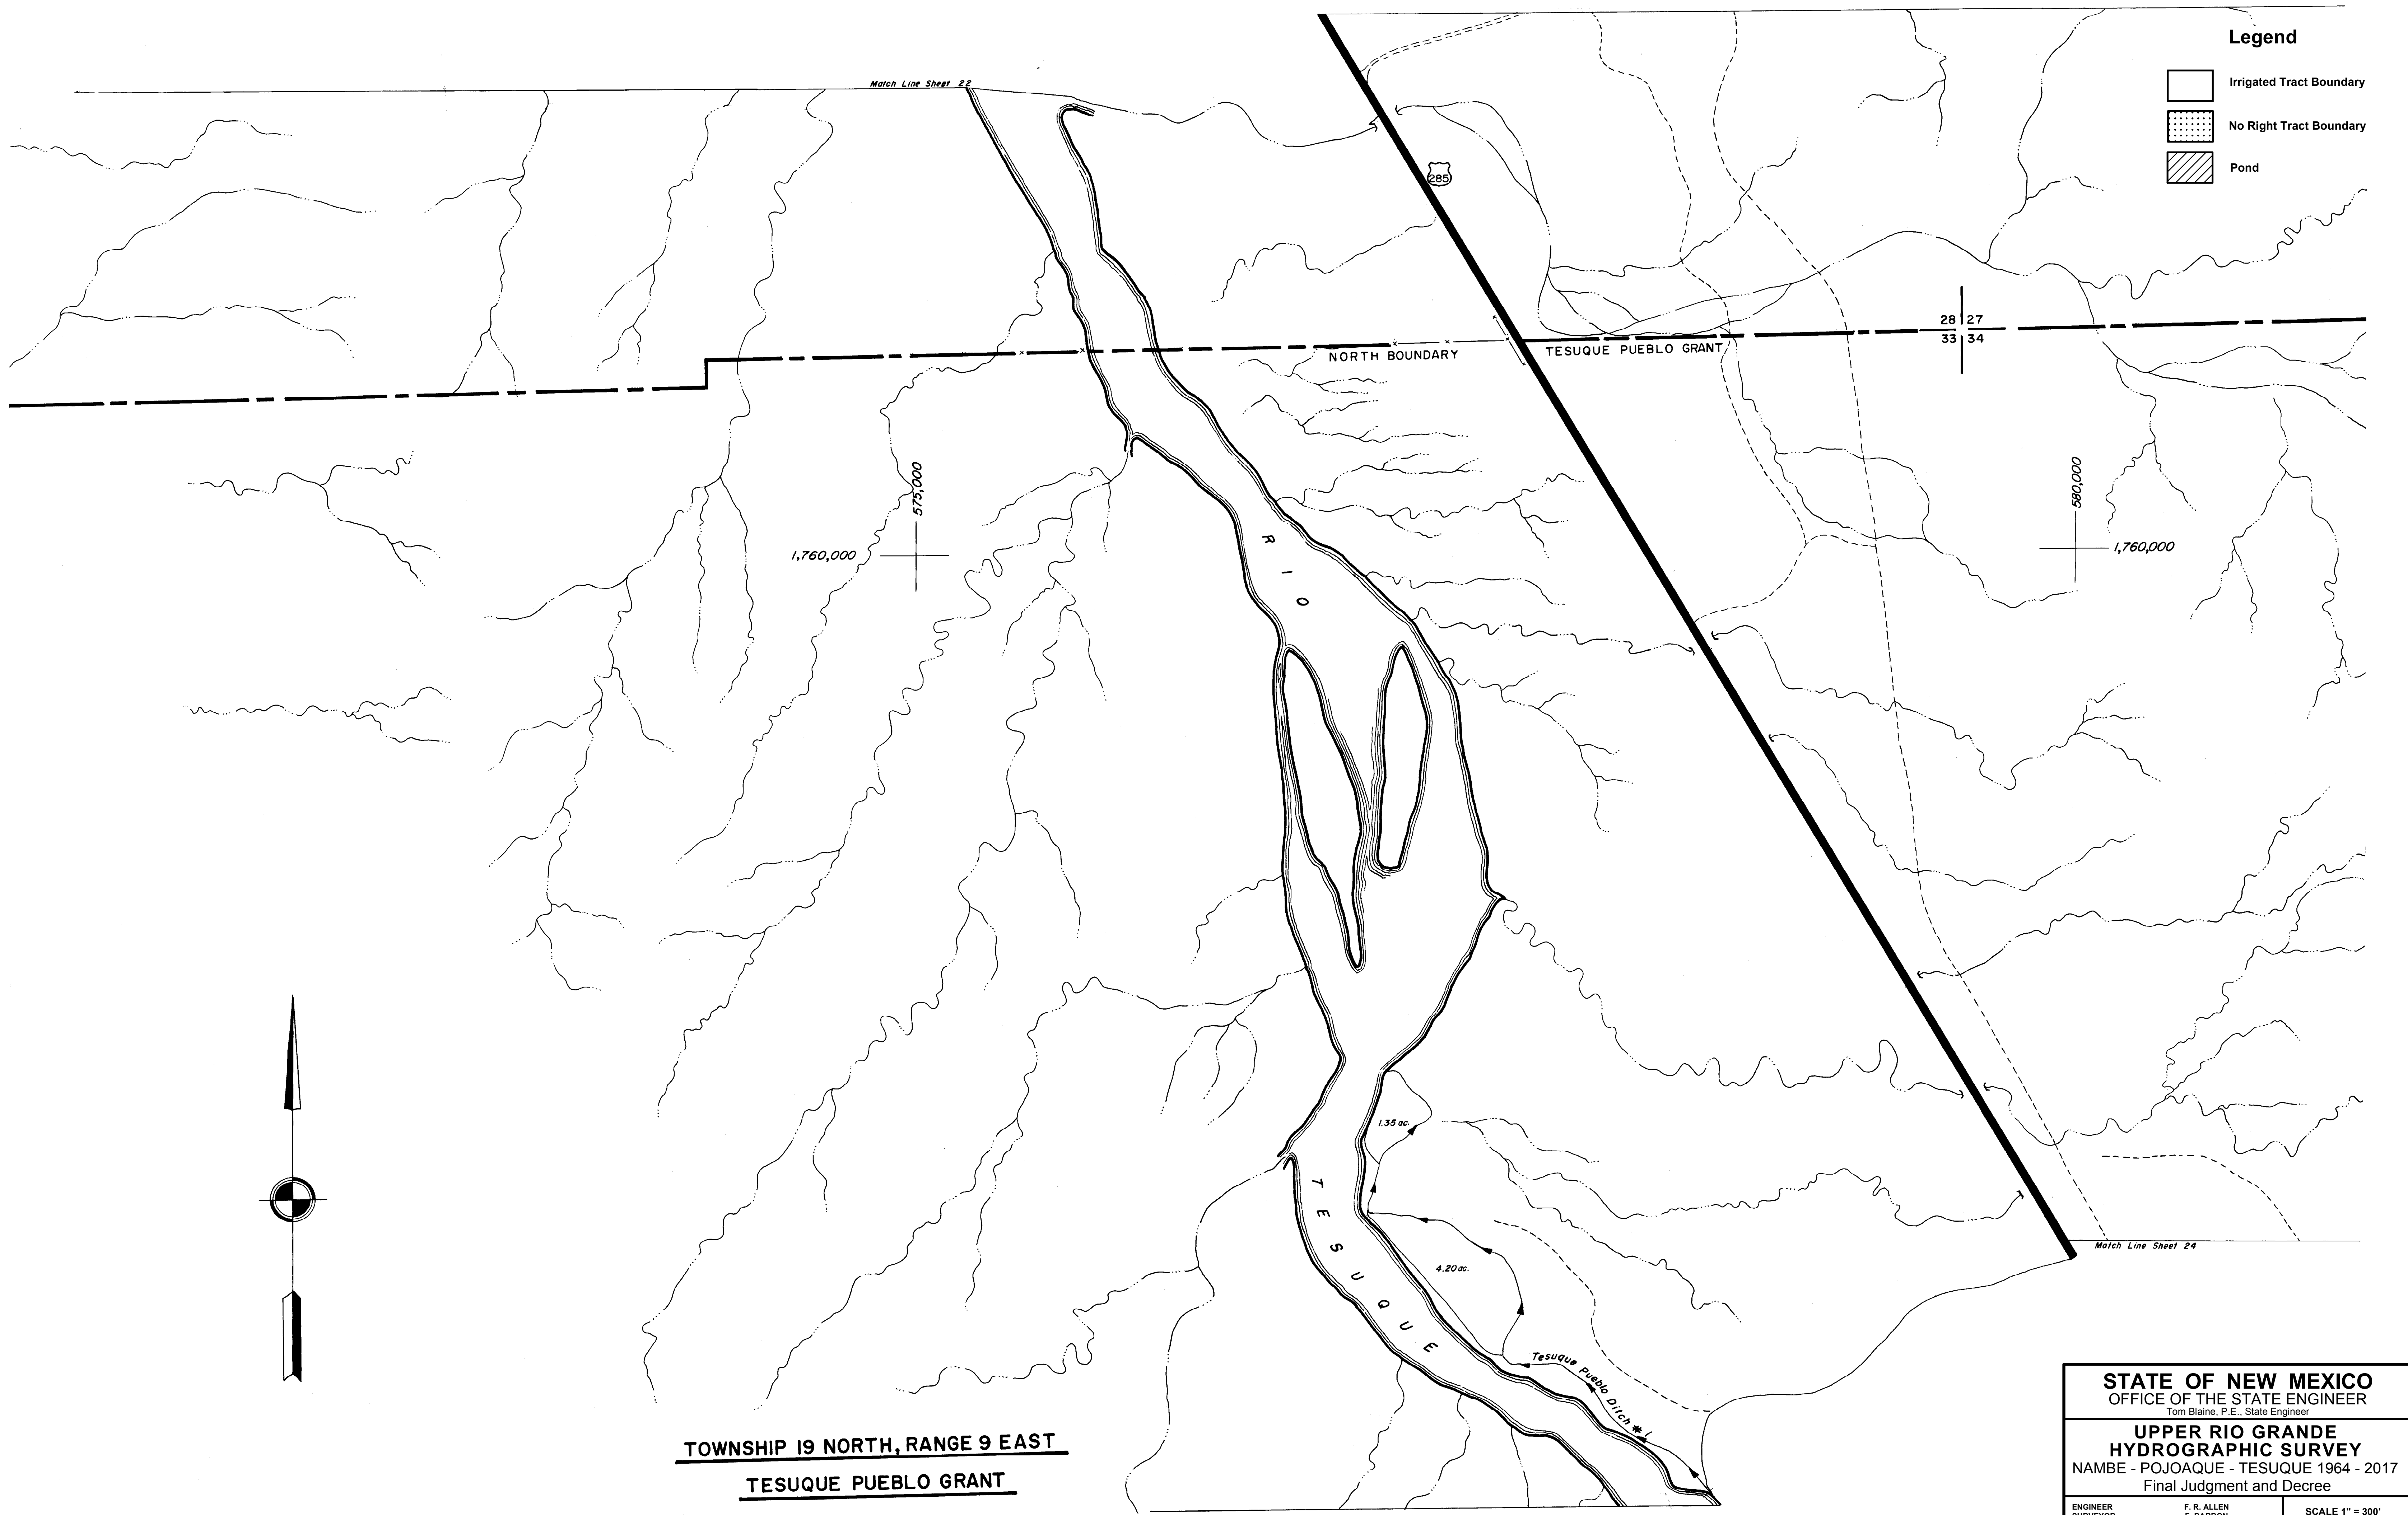 Legend
Irrigated Tract Boundary
No Right Tract Boundary
Pond
Match Line Sheet 22
285
28 27
33 34
NORTH BOUNDARY
TESUQUE PUEBLO GRANT
575,000
1,760,000
580,000
1,760,000
RIO
1.35 ac.
TESUQUE
4.20 ac.
Match Line Sheet 24
Tesuque Pueblo Ditch # 1
TOWNSHIP 19 NORTH, RANGE 9 EAST
TESUQUE PUEBLO GRANT
STATE OF NEW MEXICO
OFFICE OF THE STATE ENGINEER
Tom Blaine, P.E., State Engineer
UPPER RIO GRANDE
HYDROGRAPHIC SURVEY
NAMBE - POJOAQUE - TESUQUE 1964 - 2017
Final Judgment and Decree
ENGINEER F. R. ALLEN
SCALE 1" = 300'